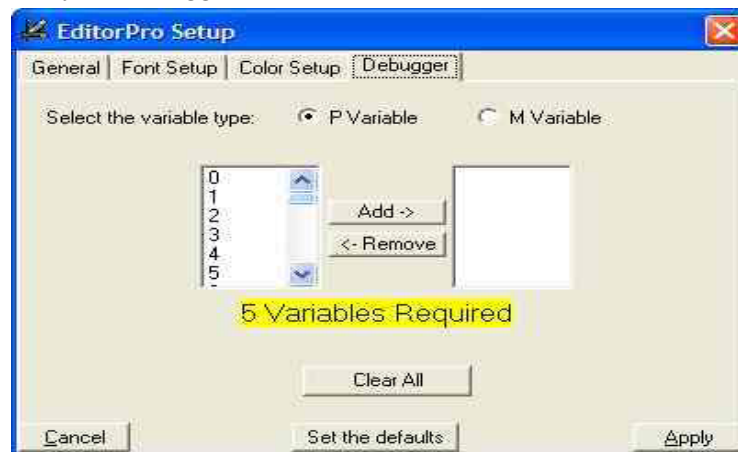 EditorPro Setup
General Font Setup Color Setup Debugger
Select the variable type: P Variable M Variable
0
1
2
3
4
5
Add ->
<- Remove
5 Variables Required
Clear All
Cancel Set the defaults Apply